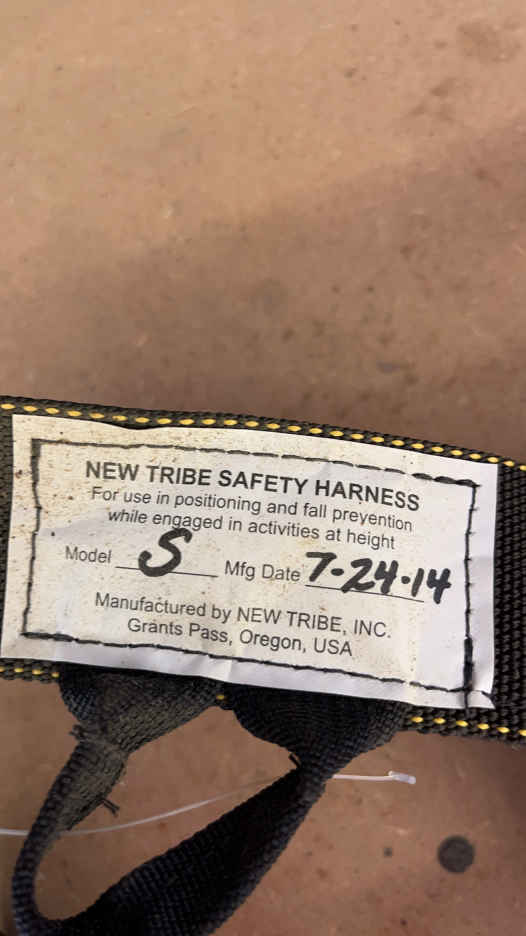 NEW TRIBE SAFETY HARNESS
For use in positioning and fall prevention
while engaged in activities at height
Model S Mfg Date 7-24-14
Manufactured by NEW TRIBE, INC.
Grants Pass, Oregon, USA